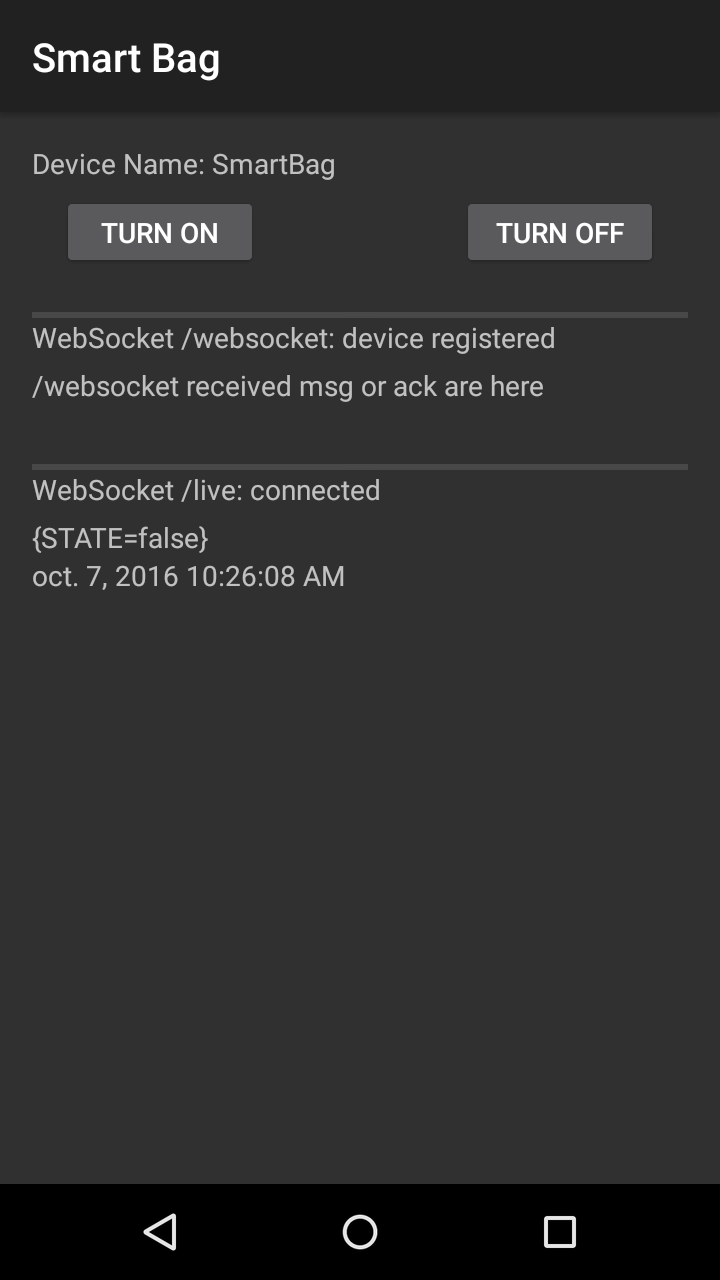 Smart Bag
Device Name: SmartBag
TURN ON
TURN OFF
WebSocket /websocket: device registered
/websocket received msg or ack are here
WebSocket /live: connected
{STATE=false}
oct. 7, 2016 10:26:08 AM